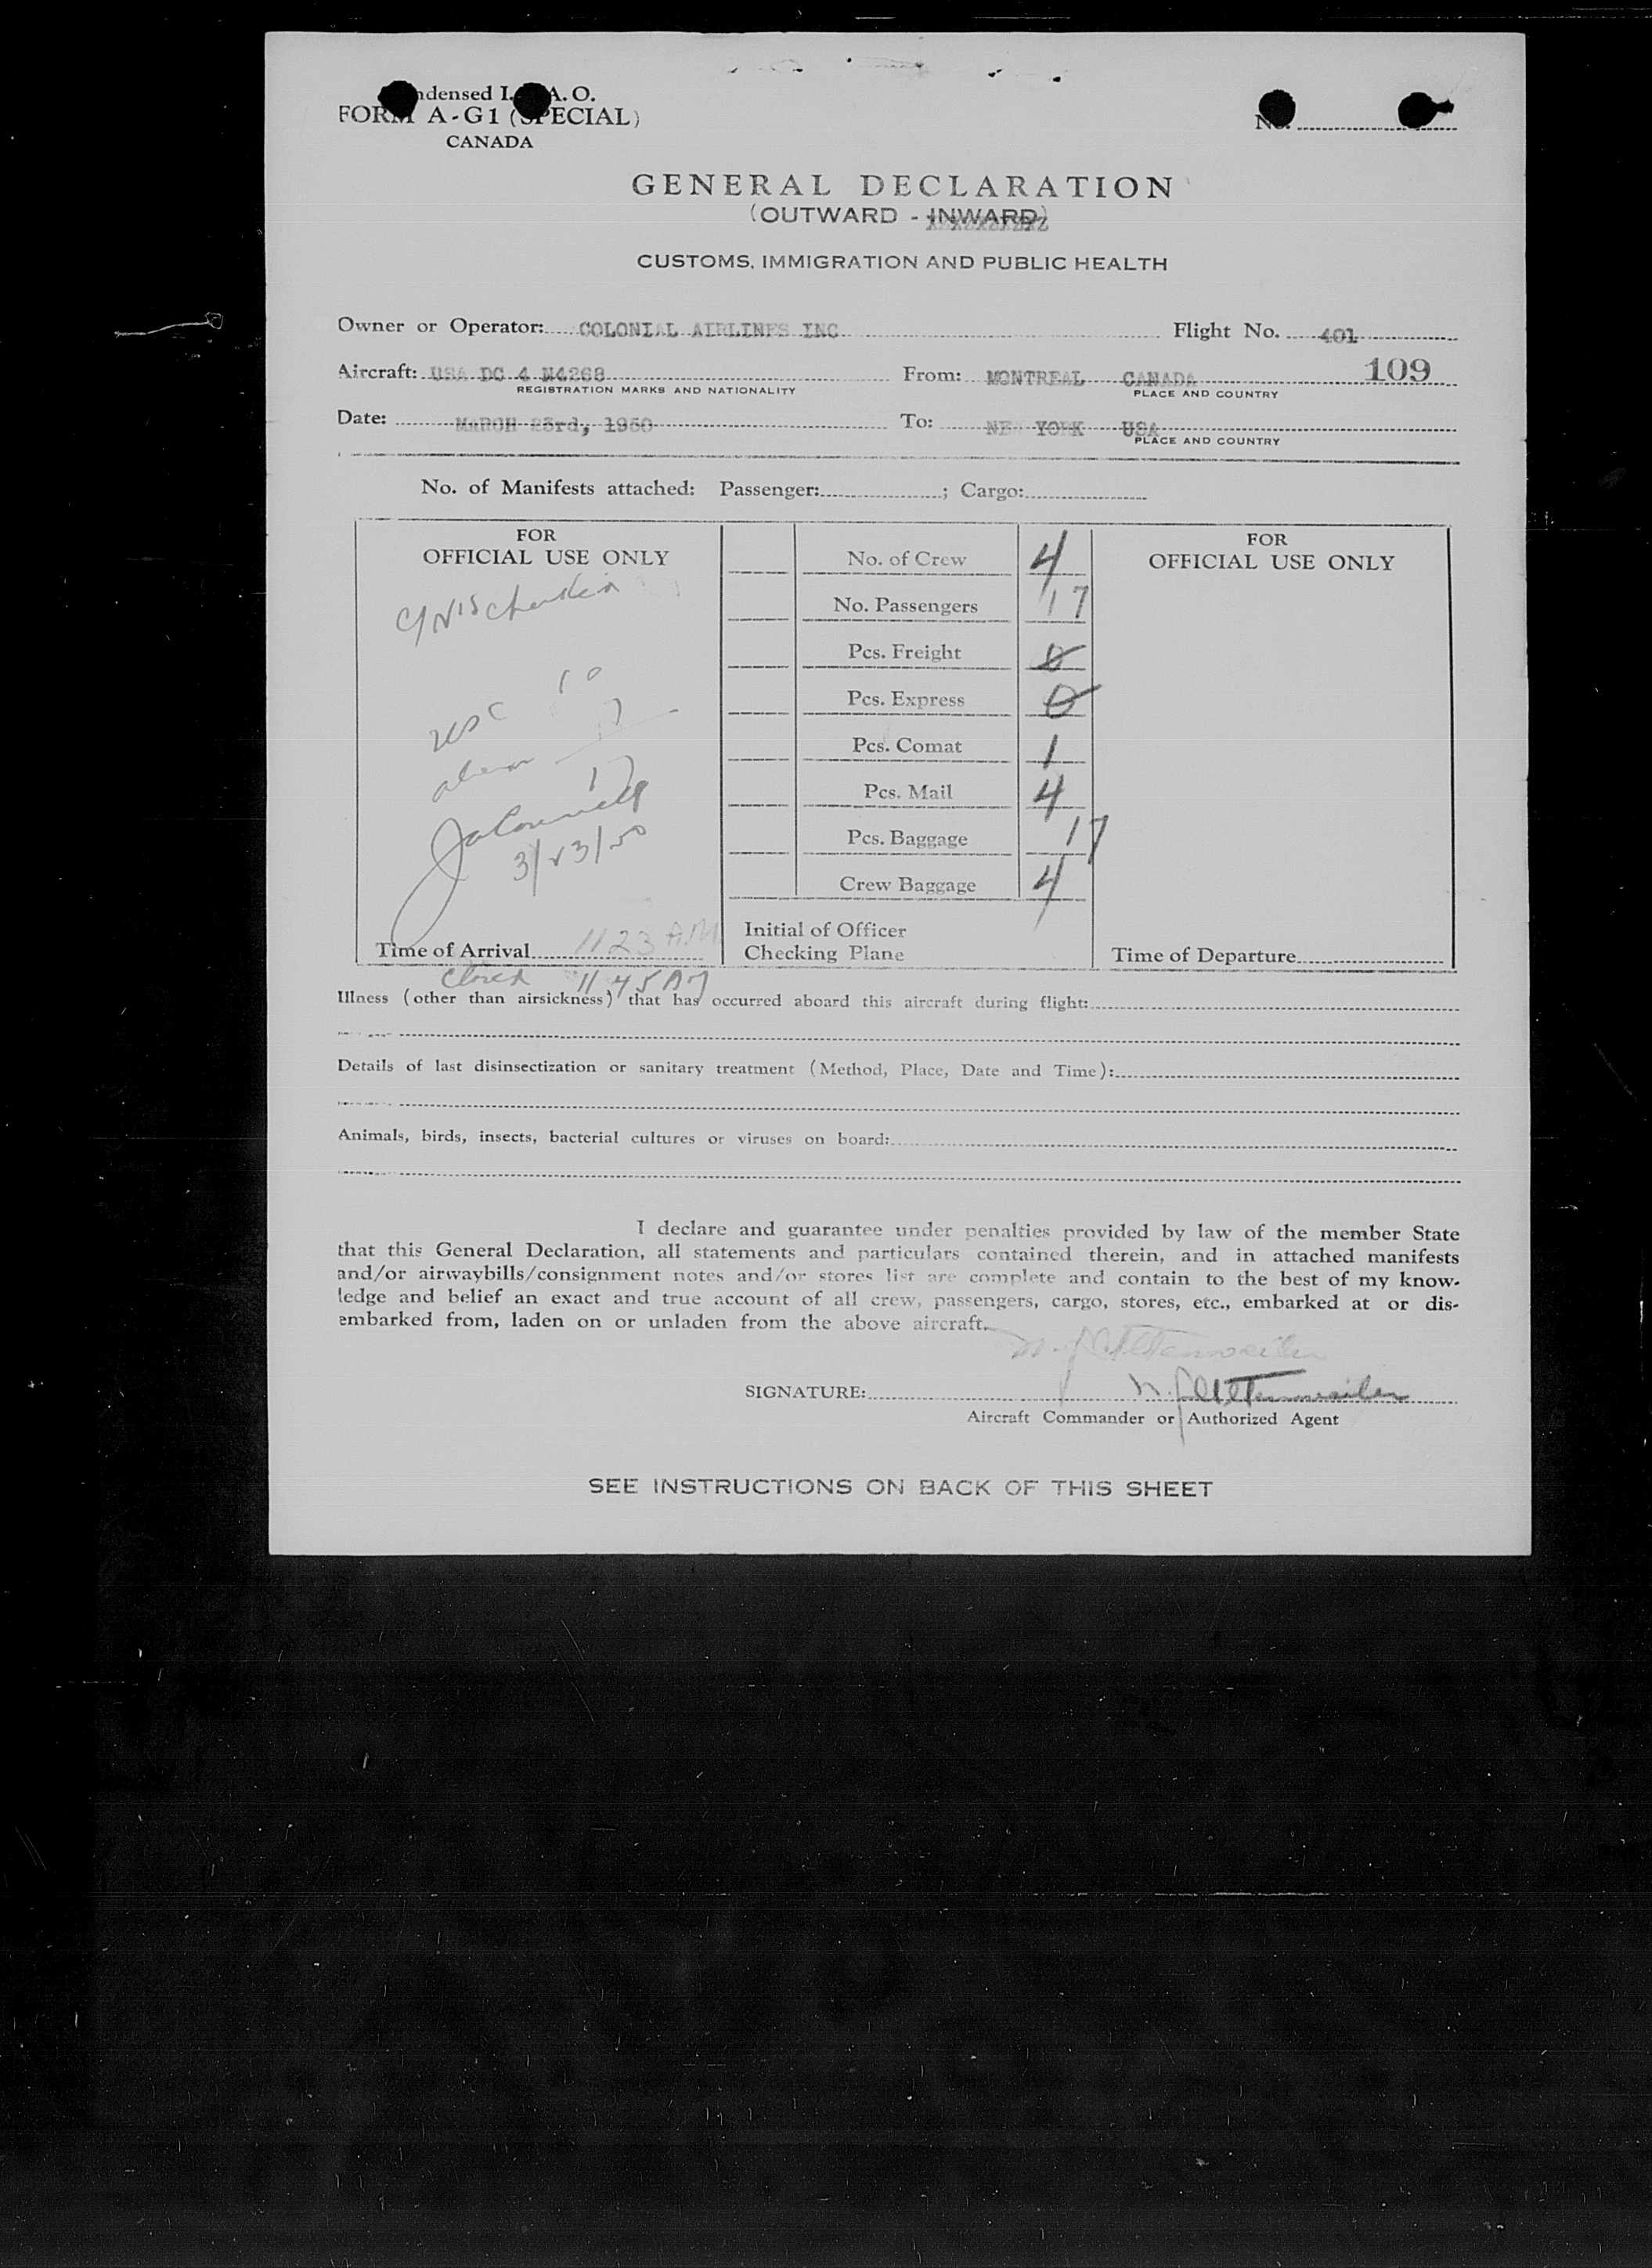 Condensed I.C.A.O.
FORM A-G1 (SPECIAL)
CANADA
No.
GENERAL DECLARATION
(OUTWARD - INWARD)
CUSTOMS, IMMIGRATION AND PUBLIC HEALTH
Owner or Operator: COLONIAL AIRLINES INC Flight No. 401
Aircraft: USA DC 4 N4268 From: MONTREAL CANADA 109
REGISTRATION MARKS AND NATIONALITY PLACE AND COUNTRY
Date: MARCH 23rd, 1950 To: NEW YORK USA
PLACE AND COUNTRY
No. of Manifests attached: Passenger: ; Cargo:
FOR
OFFICIAL USE ONLY
USC 10
alien 7
17
3/23/50
Time of Arrival 11 23 A.M
Closed 11 45 AM
No. of Crew 4
No. Passengers 17
Pcs. Freight 0
Pcs. Express 0
Pcs. Comat 1
Pcs. Mail 4
Pcs. Baggage 17
Crew Baggage 4
Initial of Officer
Checking Plane
FOR
OFFICIAL USE ONLY
Time of Departure
Illness (other than airsickness) that has occurred aboard this aircraft during flight:
Details of last disinsectization or sanitary treatment (Method, Place, Date and Time):
Animals, birds, insects, bacterial cultures or viruses on board:
I declare and guarantee under penalties provided by law of the member State
that this General Declaration, all statements and particulars contained therein, and in attached manifests
and/or airwaybills/consignment notes and/or stores list are complete and contain to the best of my know-
ledge and belief an exact and true account of all crew, passengers, cargo, stores, etc., embarked at or dis-
embarked from, laden on or unladen from the above aircraft.
SIGNATURE:
Aircraft Commander or Authorized Agent
SEE INSTRUCTIONS ON BACK OF THIS SHEET